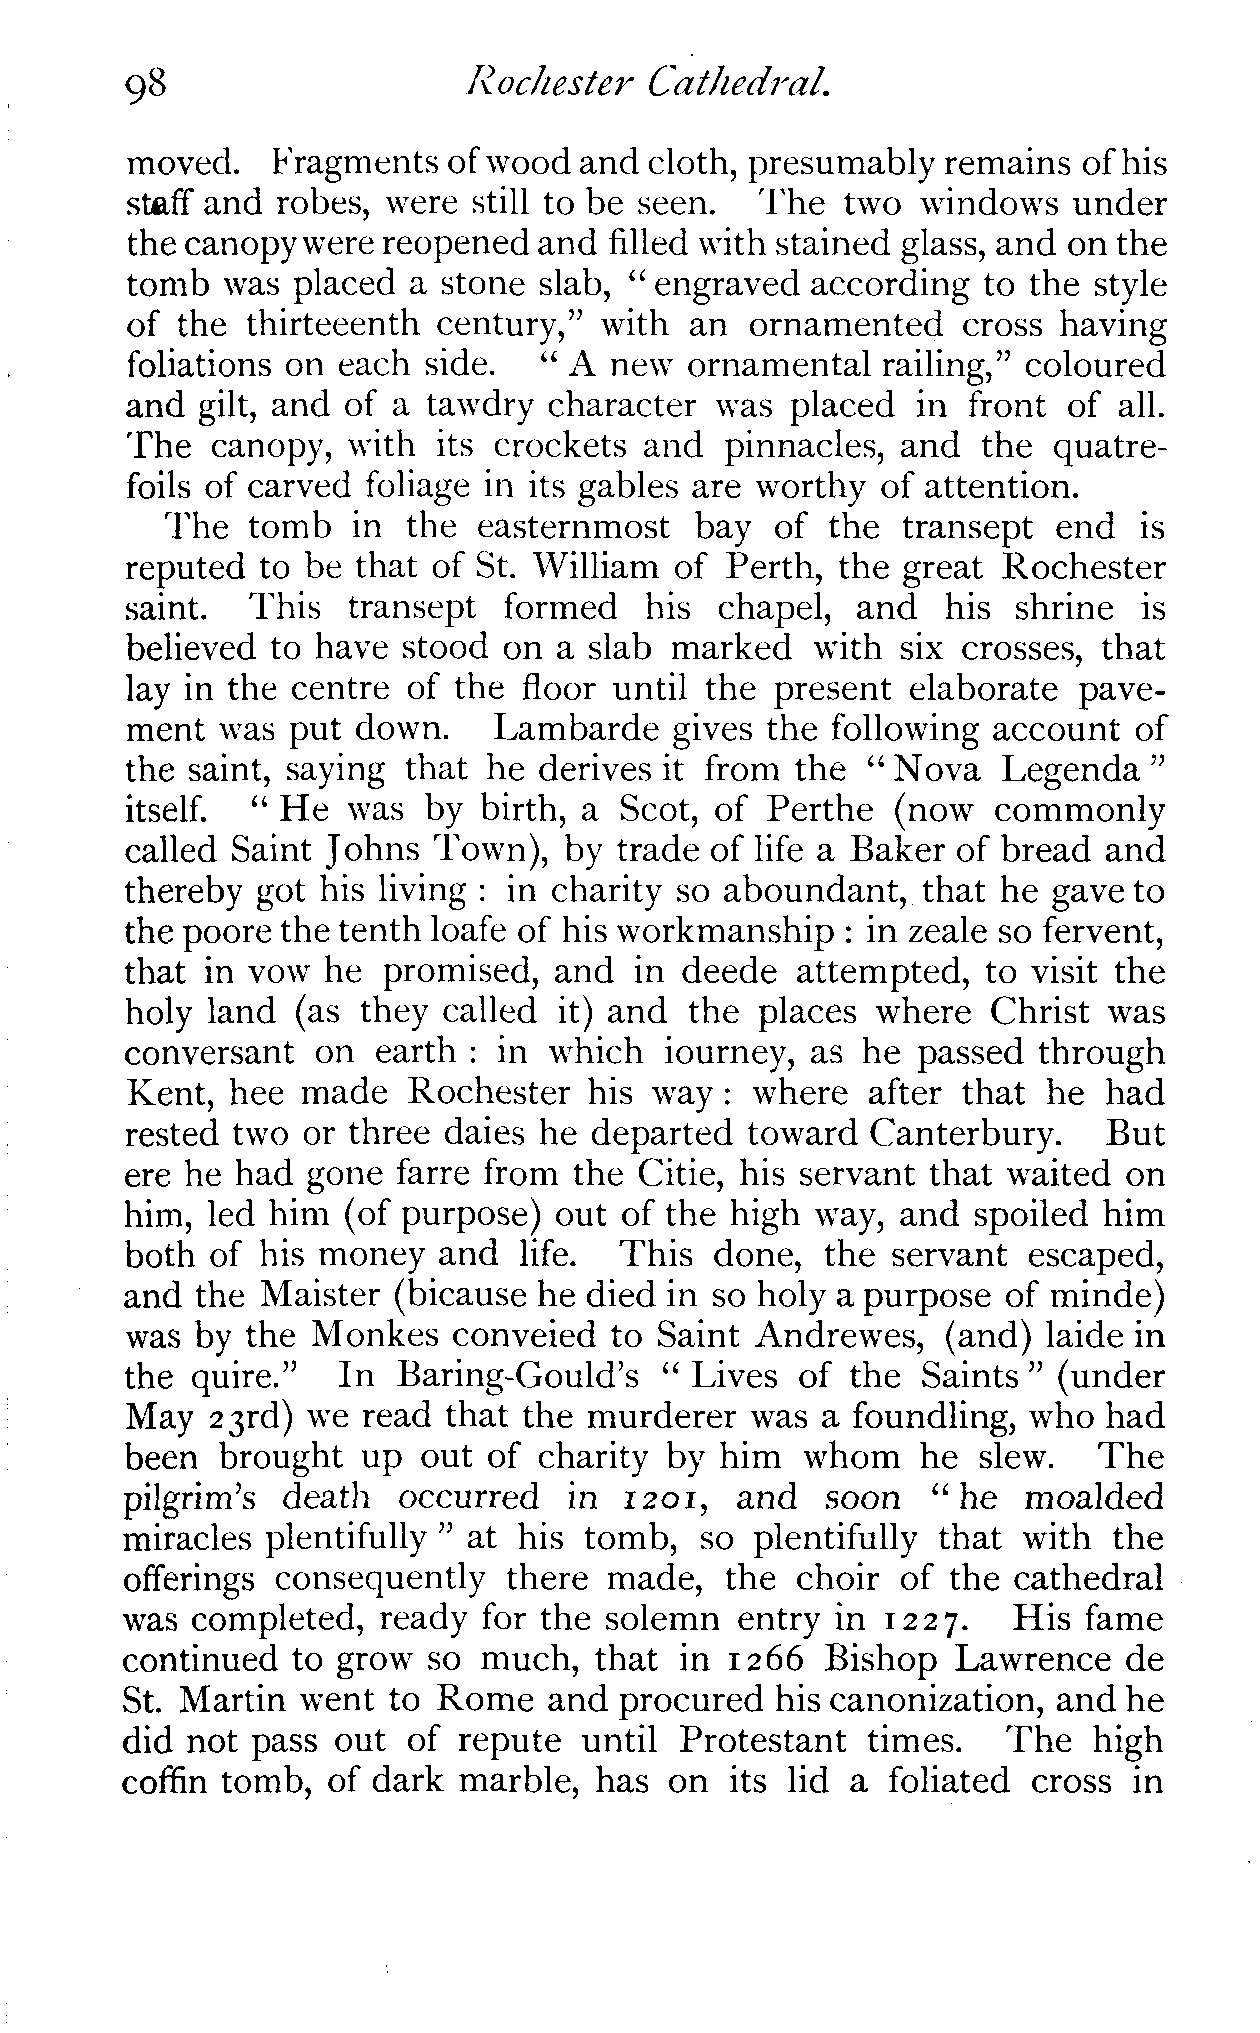 98 Rochester Cathedral.
moved. Fragments of wood and cloth, presumably remains of his
staff and robes, were still to be seen. The two windows under
the canopy were reopened and filled with stained glass, and on the
tomb was placed a stone slab, “ engraved according to the style
of the thirteeenth century,” with an ornamented cross having
foliations on each side. “ A new ornamental railing,” coloured
and gilt, and of a tawdry character was placed in front of all.
The canopy, with its crockets and pinnacles, and the quatre-
foils of carved foliage in its gables are worthy of attention.
The tomb in the easternmost bay of the transept end is
reputed to be that of St. William of Perth, the great Rochester
saint. This transept formed his chapel, and his shrine is
believed to have stood on a slab marked with six crosses, that
lay in the centre of the floor until the present elaborate pave-
ment was put down. Lambarde gives the following account of
the saint, saying that he derives it from the “ Nova Legenda ”
itself. “ He was by birth, a Scot, of Perthe (now commonly
called Saint Johns Town), by trade of life a Baker of bread and
thereby got his living : in charity so aboundant, that he gave to
the poore the tenth loafe of his workmanship : in zeale so fervent,
that in vow he promised, and in deede attempted, to visit the
holy land (as they called it) and the places where Christ was
conversant on earth : in which iourney, as he passed through
Kent, hee made Rochester his way : where after that he had
rested two or three daies he departed toward Canterbury. But
ere he had gone farre from the Citie, his servant that waited on
him, led him (of purpose) out of the high way, and spoiled him
both of his money and life. This done, the servant escaped,
and the Maister (bicause he died in so holy a purpose of minde)
was by the Monkes conveied to Saint Andrewes, (and) laide in
the quire.” In Baring-Gould's “ Lives of the Saints ” (under
May 23rd) we read that the murderer was a foundling, who had
been brought up out of charity by him whom he slew. The
pilgrim's death occurred in 1201, and soon “ he moalded
miracles plentifully ” at his tomb, so plentifully that with the
offerings consequently there made, the choir of the cathedral
was completed, ready for the solemn entry in 1227. His fame
continued to grow so much, that in 1266 Bishop Lawrence de
St. Martin went to Rome and procured his canonization, and he
did not pass out of repute until Protestant times. The high
coffin tomb, of dark marble, has on its lid a foliated cross in